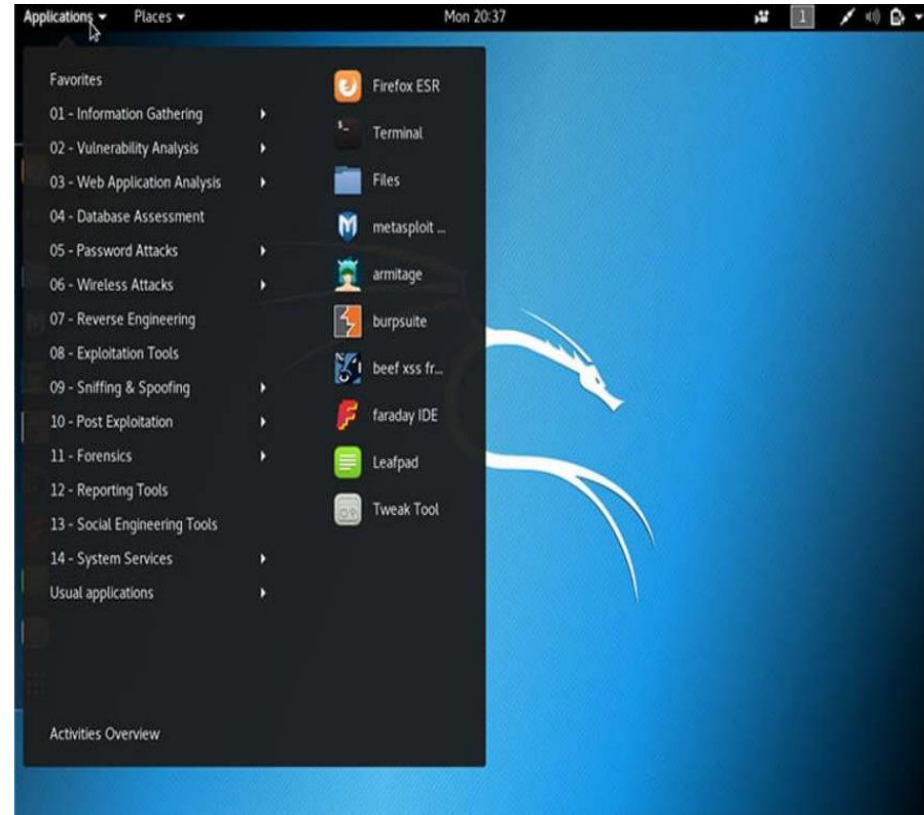 Applications Places Mon 20:37 1
Favorites
01 - Information Gathering
02 - Vulnerability Analysis
03 - Web Application Analysis
04 - Database Assessment
05 - Password Attacks
06 - Wireless Attacks
07 - Reverse Engineering
08 - Exploitation Tools
09 - Sniffing & Spoofing
10 - Post Exploitation
11 - Forensics
12 - Reporting Tools
13 - Social Engineering Tools
14 - System Services
Usual applications
Activities Overview
Firefox ESR
Terminal
Files
metasploit ...
armitage
burpsuite
beef xss fr...
faraday IDE
Leafpad
Tweak Tool